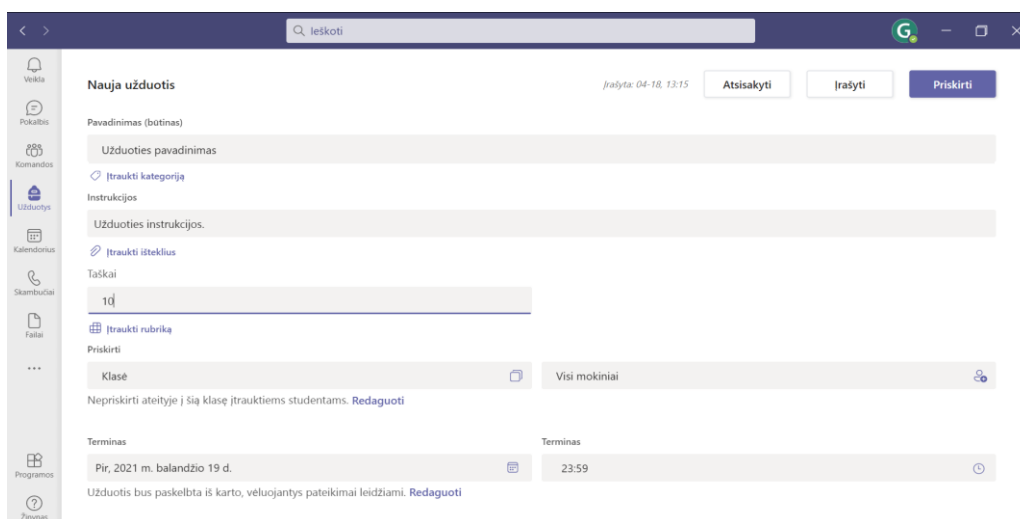 Ieškoti
G
Veikla
Pokalbis
Komandos
Užduotys
Kalendorius
Skambučiai
Failai
...
Programos
Žinynas
Nauja užduotis
Įrašyta: 04-18, 13:15
Atsisakyti
Įrašyti
Priskirti
Pavadinimas (būtinas)
Užduoties pavadinimas
Įtraukti kategoriją
Instrukcijos
Užduoties instrukcijos.
Įtraukti išteklius
Taškai
10
Įtraukti rubriką
Priskirti
Klasė
Visi mokiniai
Nepriskirti ateityje į šią klasę įtrauktiems studentams. Redaguoti
Terminas
Terminas
Pir, 2021 m. balandžio 19 d.
23:59
Užduotis bus paskelbta iš karto, vėluojantys pateikimai leidžiami. Redaguoti